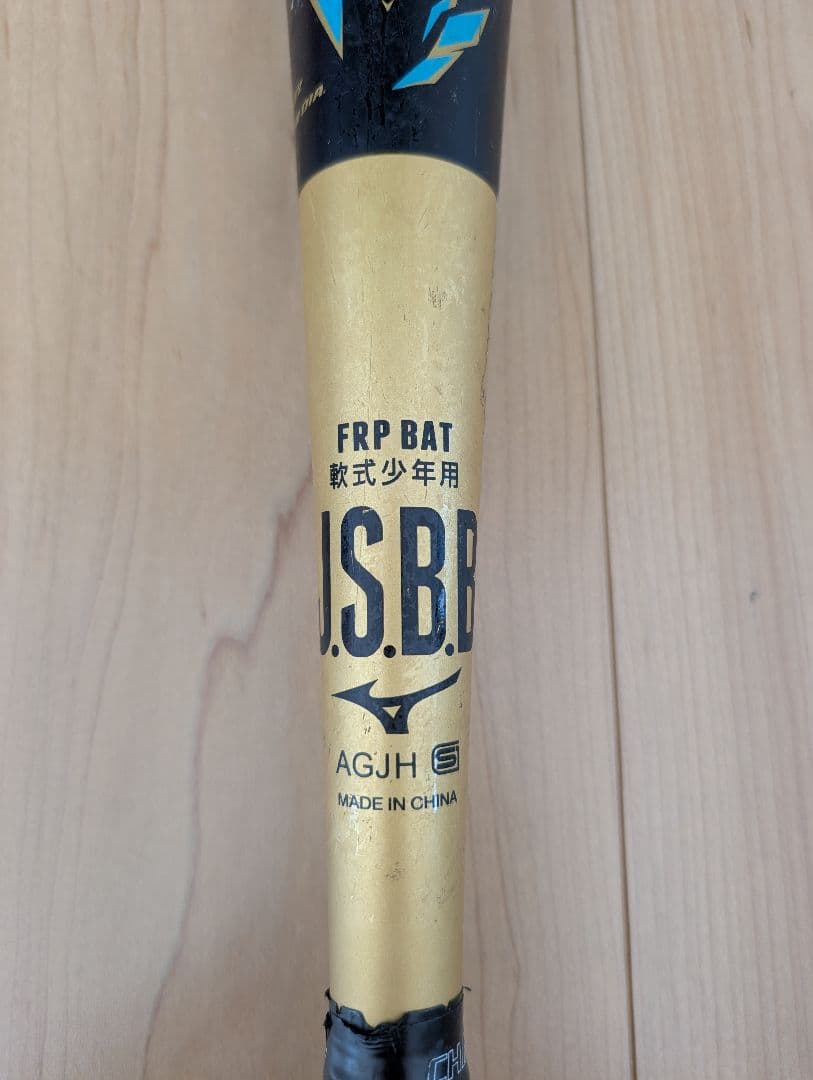 FRP BAT
軟式少年用
J.S.B.B
AGJH S
MADE IN CHINA